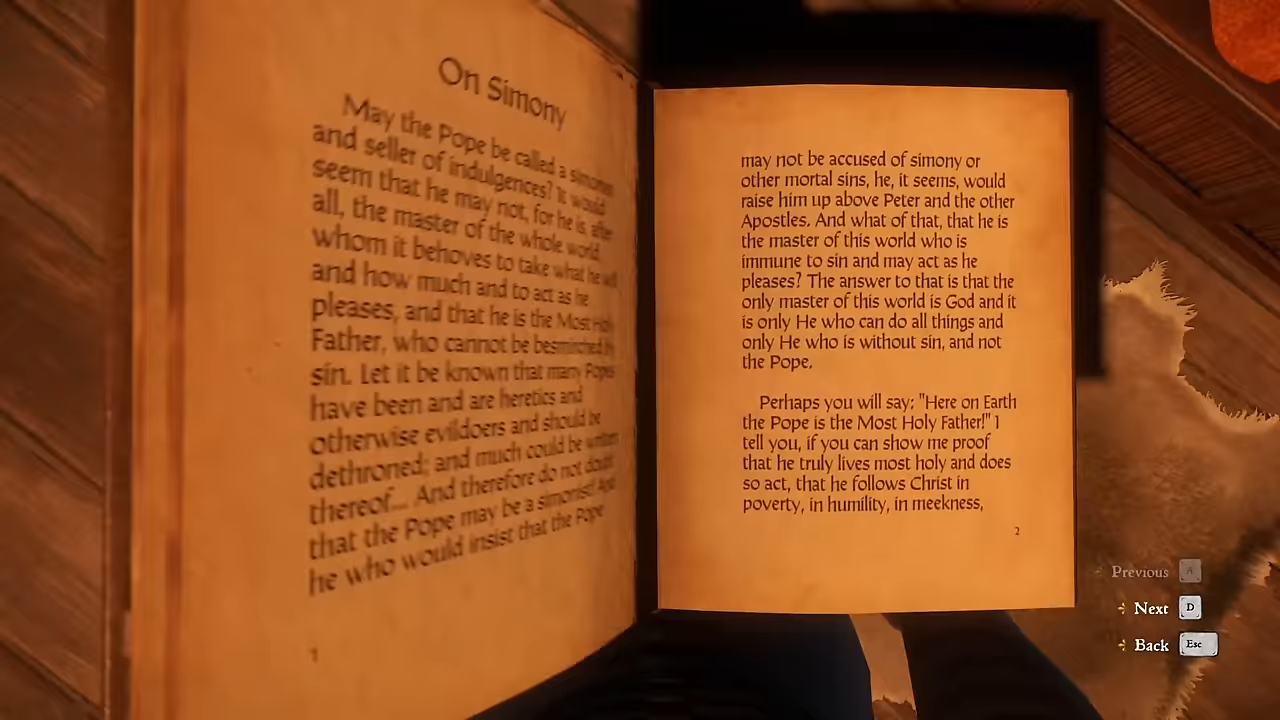 On Simony
May the Pope be called a simonist
and seller of indulgences? It would
seem that he may not, for he is, after
all, the master of the whole world,
whom it behoves to take what he will
and how much and to act as he
pleases, and that he is the Most Holy
Father, who cannot be besmirched by
sin. Let it be known that many Popes
have been and are heretics and
otherwise evildoers and should be
dethroned; and much could be written
thereof... And therefore do not doubt
that the Pope may be a simonist! And
he who would insist that the Pope
1
may not be accused of simony or
other mortal sins, he, it seems, would
raise him up above Peter and the other
Apostles. And what of that, that he is
the master of this world who is
immune to sin and may act as he
pleases? The answer to that is that the
only master of this world is God and it
is only He who can do all things and
only He who is without sin, and not
the Pope.
Perhaps you will say: "Here on Earth
the Pope is the Most Holy Father!" I
tell you, if you can show me proof
that he truly lives most holy and does
so act, that he follows Christ in
poverty, in humility, in meekness,
2
Previous A
Next D
Back Esc